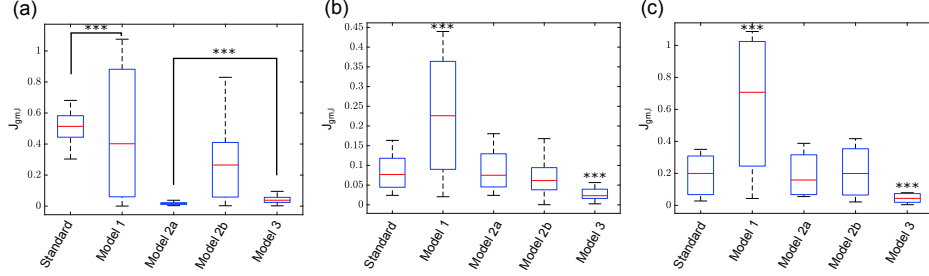 (a)
(b)
(c)
***
***
1
0.8
0.6
0.4
0.2
0
J_gm,l
Standard
Model 1
Model 2a
Model 2b
Model 3
***
***
0.45
0.4
0.35
0.3
0.25
0.2
0.15
0.1
0.05
0
J_gm,l
Standard
Model 1
Model 2a
Model 2b
Model 3
***
***
1
0.8
0.6
0.4
0.2
0
J_gm,l
Standard
Model 1
Model 2a
Model 2b
Model 3